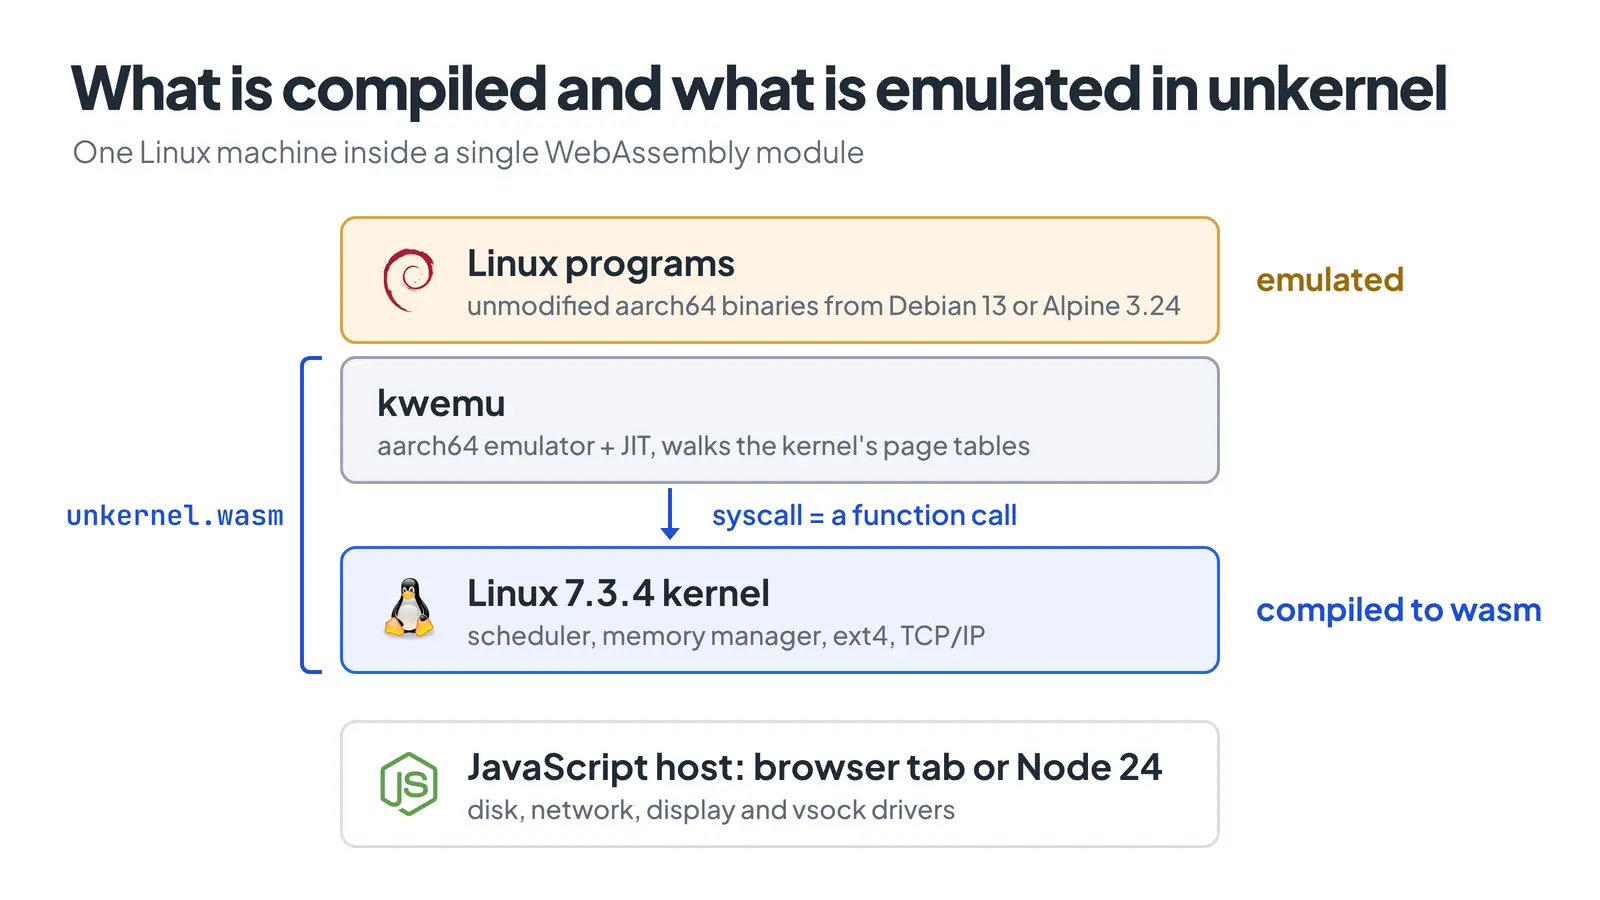 What is compiled and what is emulated in unkernel
One Linux machine inside a single WebAssembly module
Linux programs
unmodified aarch64 binaries from Debian 13 or Alpine 3.24
emulated
kwemu
aarch64 emulator + JIT, walks the kernel's page tables
unkernel.wasm
syscall = a function call
Linux 7.3.4 kernel
scheduler, memory manager, ext4, TCP/IP
compiled to wasm
JS
JavaScript host: browser tab or Node 24
disk, network, display and vsock drivers